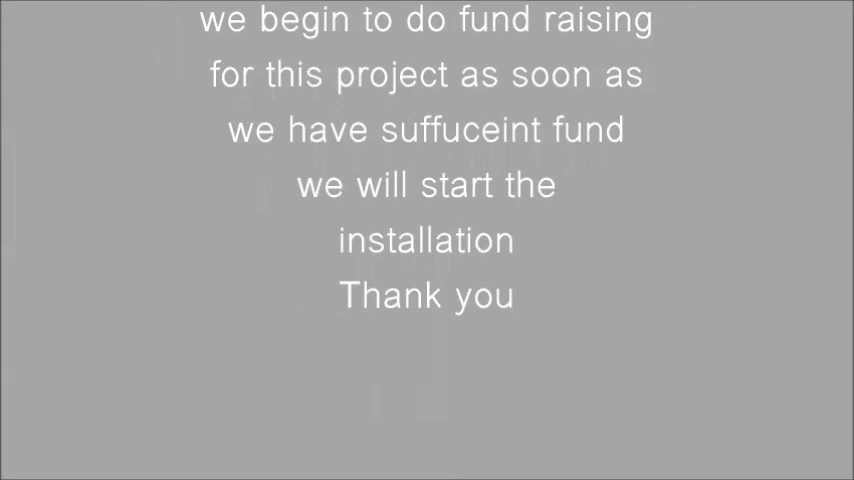 we begin to do fund raising
for this project as soon as
we have suffuceint fund
we will start the
installation
Thank you